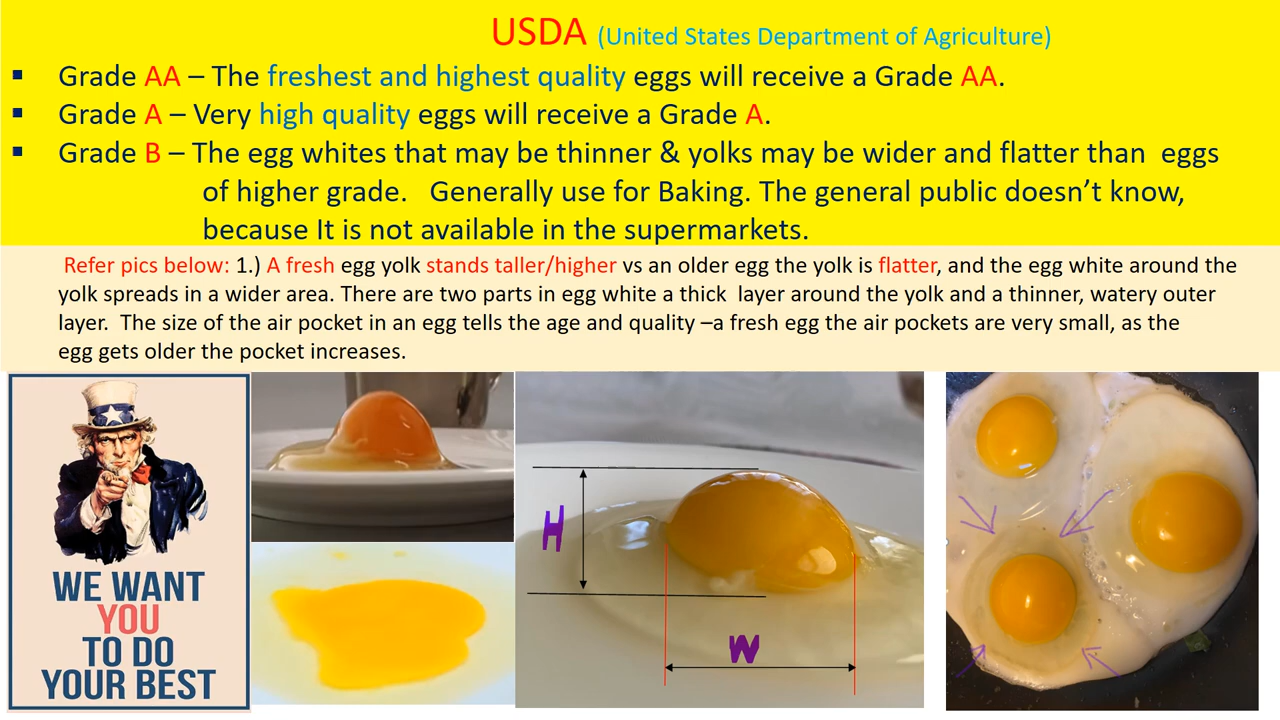 USDA (United States Department of Agriculture)
▪ Grade AA – The freshest and highest quality eggs will receive a Grade AA.
▪ Grade A – Very high quality eggs will receive a Grade A.
▪ Grade B – The egg whites that may be thinner & yolks may be wider and flatter than eggs
of higher grade. Generally use for Baking. The general public doesn’t know,
because It is not available in the supermarkets.
Refer pics below: 1.) A fresh egg yolk stands taller/higher vs an older egg the yolk is flatter, and the egg white around the
yolk spreads in a wider area. There are two parts in egg white a thick layer around the yolk and a thinner, watery outer
layer. The size of the air pocket in an egg tells the age and quality –a fresh egg the air pockets are very small, as the
egg gets older the pocket increases.
WE WANT
YOU
TO DO
YOUR BEST
H
W